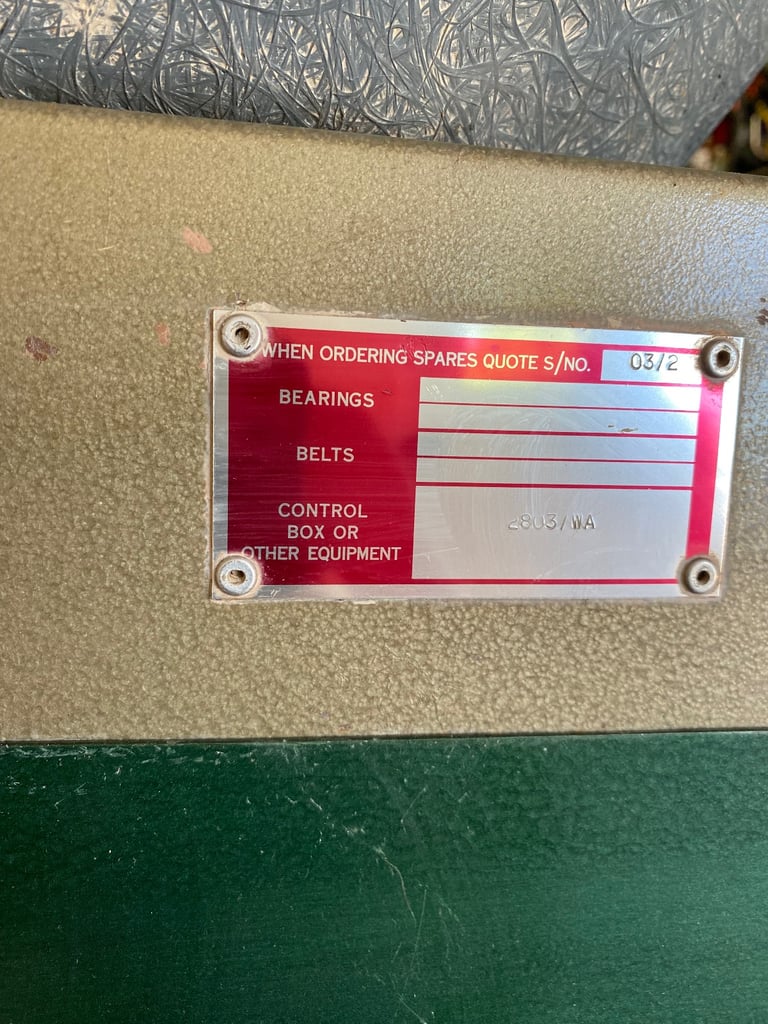 WHEN ORDERING SPARES QUOTE S/NO. 03/2
BEARINGS
BELTS
CONTROL
BOX OR
OTHER EQUIPMENT
2803/WA